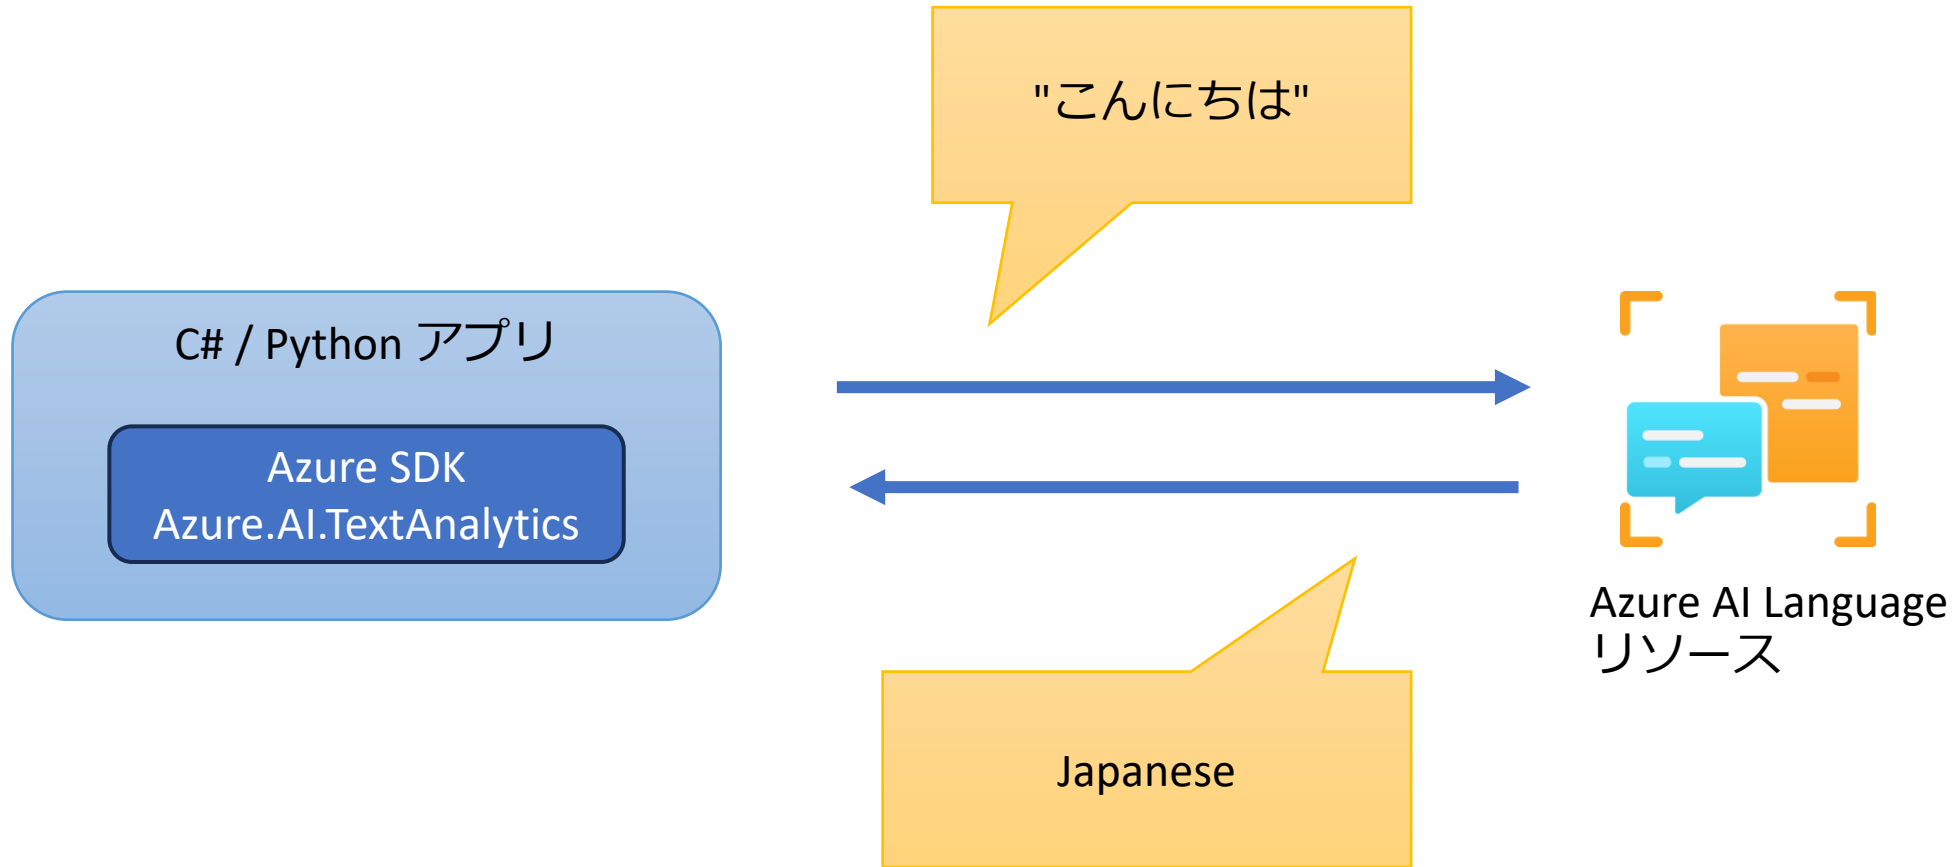 "こんにちは"
C# / Python アプリ
Azure SDK
Azure.AI.TextAnalytics
Azure AI Language
リソース
Japanese